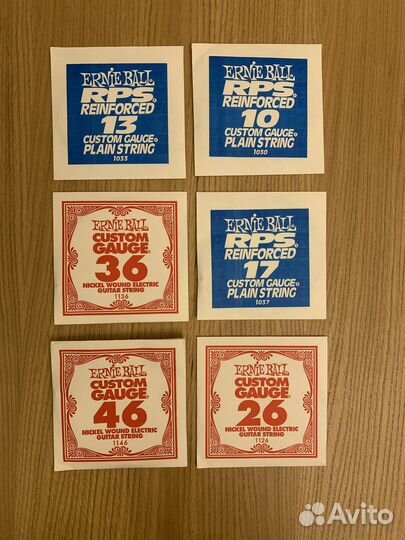 ERNIE BALL
RPS®
REINFORCED
13
CUSTOM GAUGE®
PLAIN STRING
1033
ERNIE BALL
RPS®
REINFORCED
10
CUSTOM GAUGE®
PLAIN STRING
1030
ERNIE BALL
CUSTOM
GAUGE®
36
NICKEL WOUND ELECTRIC
GUITAR STRING
1136
ERNIE BALL
RPS®
REINFORCED
17
CUSTOM GAUGE®
PLAIN STRING
1037
ERNIE BALL
CUSTOM
GAUGE®
46
NICKEL WOUND ELECTRIC
GUITAR STRING
1146
ERNIE BALL
CUSTOM
GAUGE®
26
NICKEL WOUND ELECTRIC
GUITAR STRING
1126
Avito